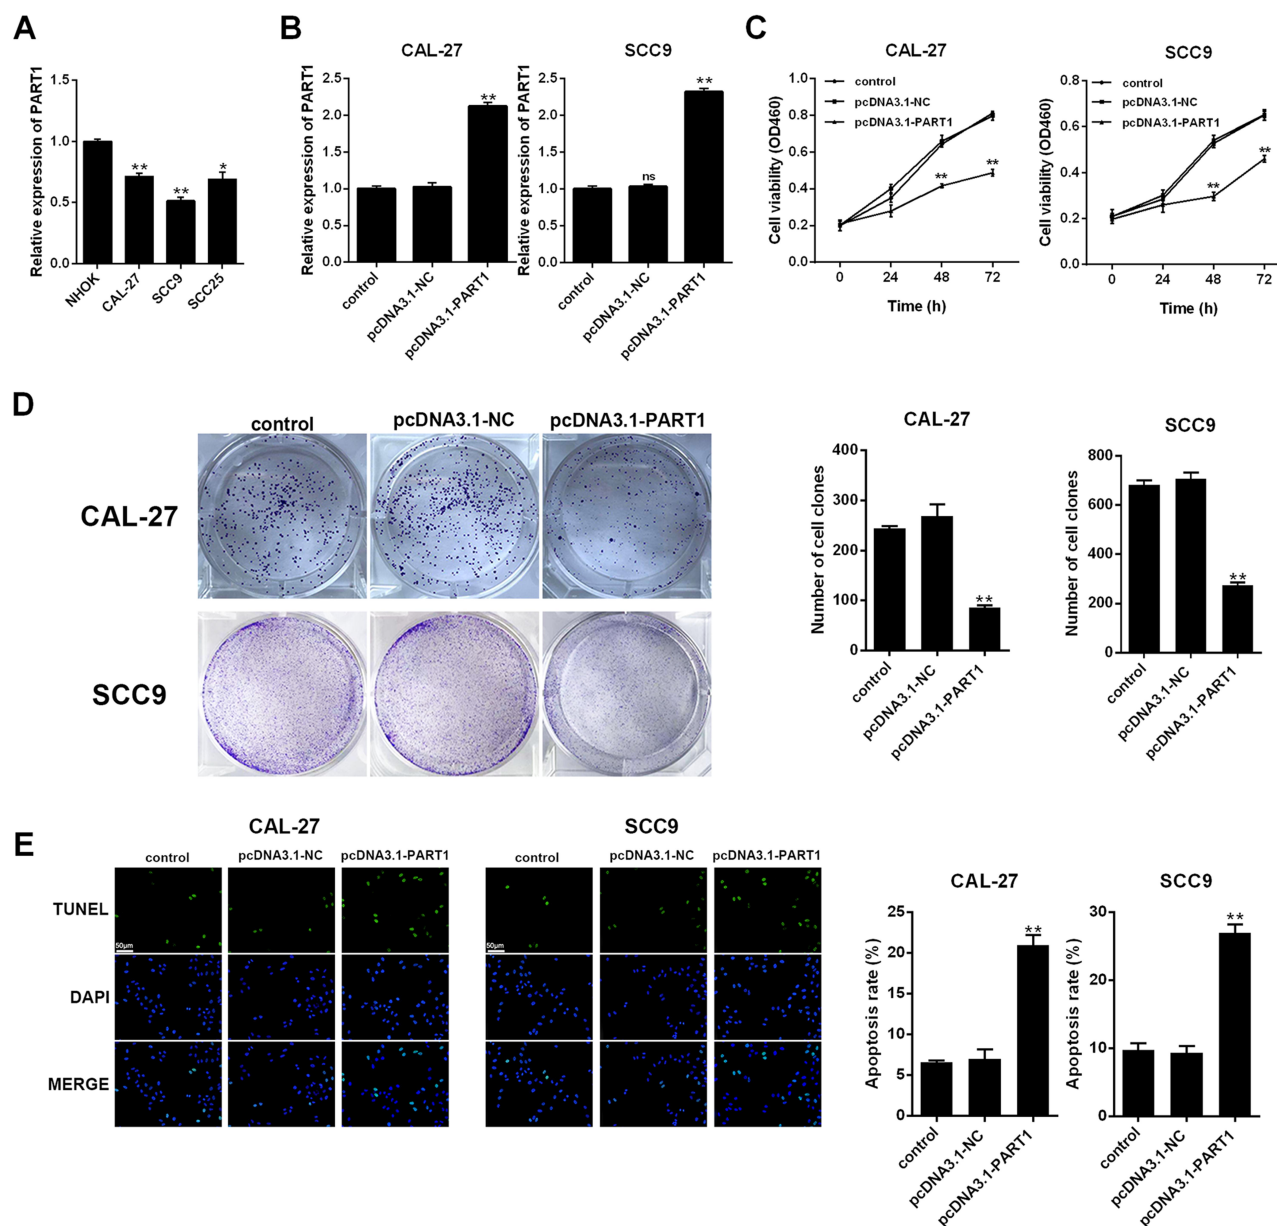 A
Relative expression of PART1
1.5
1.0
0.5
0.0
**
**
*
NHOK
CAL-27
SCC9
SCC25
B
CAL-27
Relative expression of PART1
2.5
2.0
1.5
1.0
0.5
0.0
**
control
pcDNA3.1-NC
pcDNA3.1-PART1
SCC9
Relative expression of PART1
2.5
2.0
1.5
1.0
0.5
0.0
ns
**
control
pcDNA3.1-NC
pcDNA3.1-PART1
C
CAL-27
Cell viability (OD460)
1.0
0.8
0.6
0.4
0.2
0.0
control
pcDNA3.1-NC
pcDNA3.1-PART1
**
**
0 24 48 72
Time (h)
SCC9
Cell viability (OD460)
0.8
0.6
0.4
0.2
0.0
control
pcDNA3.1-NC
pcDNA3.1-PART1
**
**
0 24 48 72
Time (h)
D
control pcDNA3.1-NC pcDNA3.1-PART1
CAL-27
SCC9
CAL-27
Number of cell clones
400
300
200
100
0
**
control
pcDNA3.1-NC
pcDNA3.1-PART1
SCC9
Number of cell clones
800
600
400
200
0
**
control
pcDNA3.1-NC
pcDNA3.1-PART1
E
CAL-27
control pcDNA3.1-NC pcDNA3.1-PART1
TUNEL
50μm
DAPI
MERGE
SCC9
control pcDNA3.1-NC pcDNA3.1-PART1
50μm
CAL-27
Apoptosis rate (%)
25
20
15
10
5
0
**
control
pcDNA3.1-NC
pcDNA3.1-PART1
SCC9
Apoptosis rate (%)
30
20
10
0
**
control
pcDNA3.1-NC
pcDNA3.1-PART1